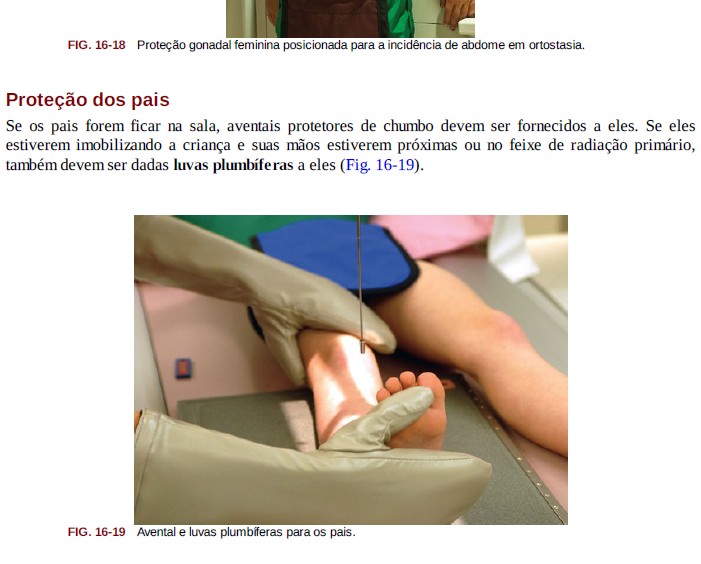 FIG. 16-18 Proteção gonadal feminina posicionada para a incidência de abdome em ortostasia.
Proteção dos pais
Se os pais forem ficar na sala, aventais protetores de chumbo devem ser fornecidos a eles. Se eles
estiverem imobilizando a criança e suas mãos estiverem próximas ou no feixe de radiação primário,
também devem ser dadas luvas plumbíferas a eles (Fig. 16-19).
FIG. 16-19 Avental e luvas plumbíferas para os pais.